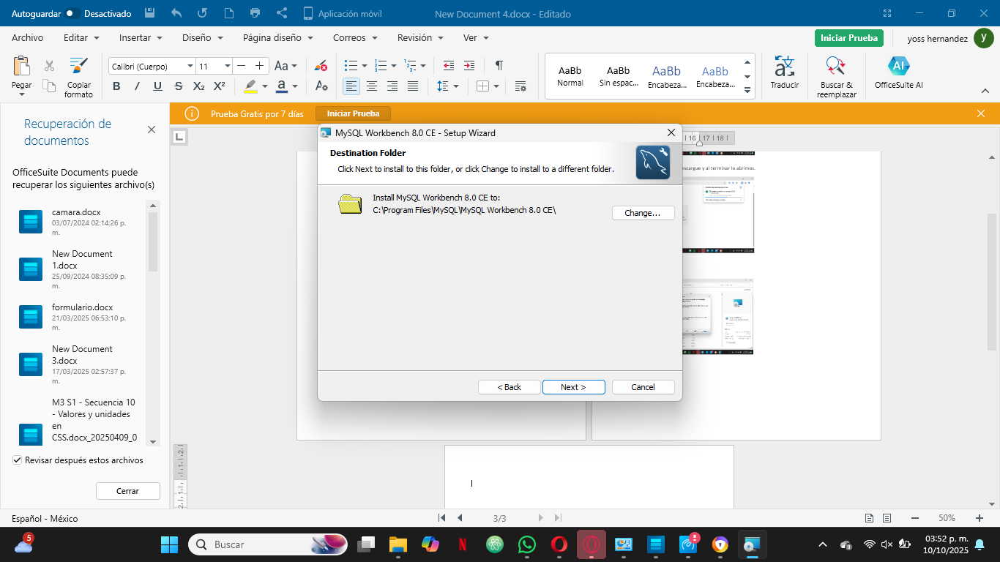 Autoguardar Desactivado
Aplicación móvil
New Document 4.docx - Editado
Archivo
Editar
Insertar
Diseño
Página diseño
Correos
Revisión
Ver
Iniciar Prueba
yoss hernandez
y
Pegar
Copiar
formato
Calibri (Cuerpo)
11
Aa
B I U S X₂ X²
AaBb
Normal
AaBb
Sin espac...
AaBb
Encabeza...
AaBb
Encabeza...
Traducir
Buscar &
reemplazar
AI
OfficeSuite AI
Prueba Gratis por 7 días
Iniciar Prueba
Recuperación de
documentos
OfficeSuite Documents puede
recuperar los siguientes archivo(s)
camara.docx
03/07/2024 02:14:26 p.
m.
New Document
1.docx
25/09/2024 08:35:09 p.
m.
formulario.docx
21/03/2025 06:53:10 p.
m.
New Document
3.docx
17/03/2025 02:57:37 p.
m.
M3 S1 - Secuencia 10
- Valores y unidades
en
CSS.docx_20250409_0
Revisar después estos archivos
Cerrar
MySQL Workbench 8.0 CE - Setup Wizard
Destination Folder
Click Next to install to this folder, or click Change to install to a different folder.
Install MySQL Workbench 8.0 CE to:
C:\Program Files\MySQL\MySQL Workbench 8.0 CE\
Change...
< Back
Next >
Cancel
16 17 18
y al terminar lo abrimos.
Español - México
3/3
50%
5
Buscar
N
03:52 p. m.
10/10/2025